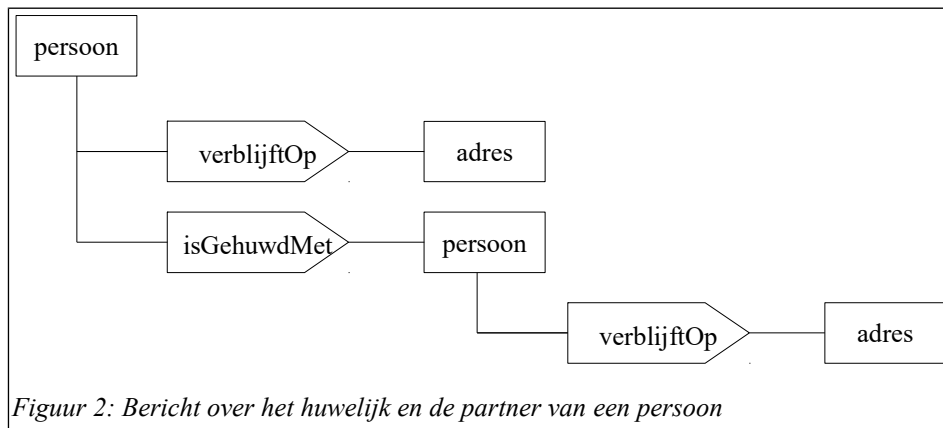 persoon
verblijftOp
adres
isGehuwdMet
persoon
verblijftOp
adres
Figuur 2: Bericht over het huwelijk en de partner van een persoon